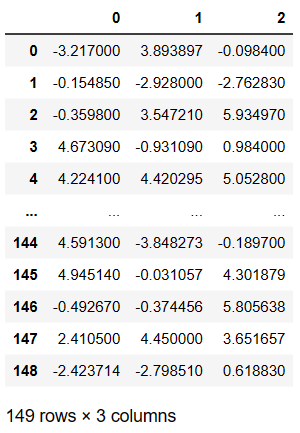 0 1 2
0 -3.217000 3.893897 -0.098400
1 -0.154850 -2.928000 -2.762830
2 -0.359800 3.547210 5.934970
3 4.673090 -0.931090 0.984000
4 4.224100 4.420295 5.052800
... ... ... ...
144 4.591300 -3.848273 -0.189700
145 4.945140 -0.031057 4.301879
146 -0.492670 -0.374456 5.805638
147 2.410500 4.450000 3.651657
148 -2.423714 -2.798510 0.618830
149 rows × 3 columns